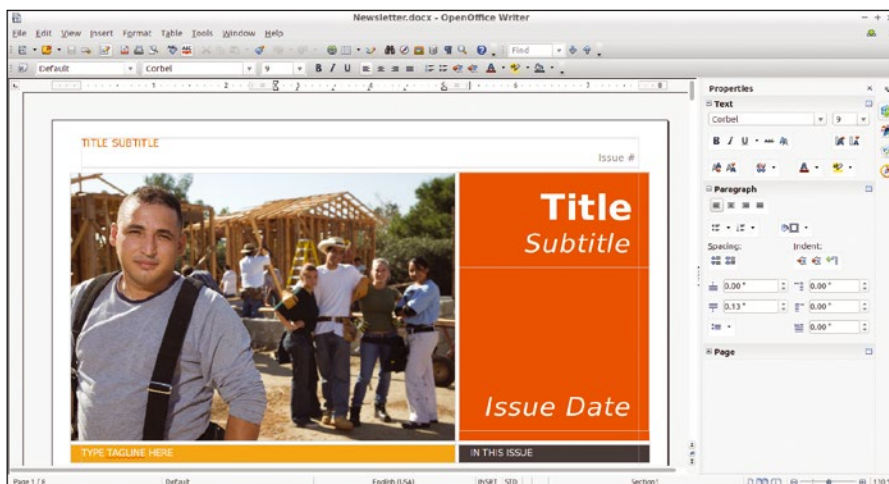 Newsletter.docx - OpenOffice Writer
File Edit View Insert Format Table Tools Window Help
Find
Default Corbel 9
Properties
Text
Corbel 9
Paragraph
Spacing: Indent:
0.00" 0.00"
0.13" 0.00"
0.00"
Page
TITLE SUBTITLE
Issue #
Title
Subtitle
Issue Date
TYPE TAGLINE HERE
IN THIS ISSUE
Page 1 / 8 Default English (USA) INSRT STD Section1